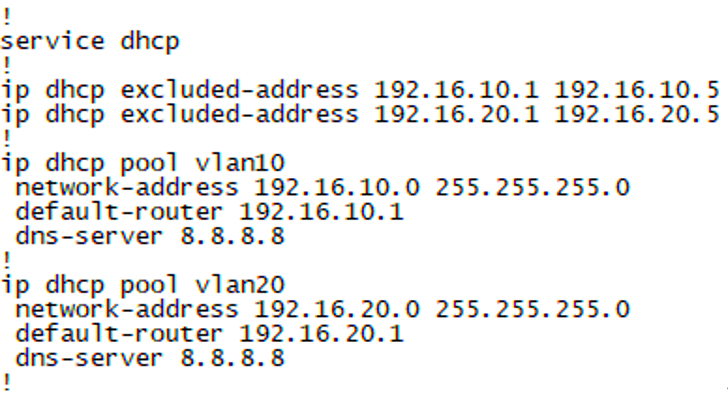 !
service dhcp
!
ip dhcp excluded-address 192.16.10.1 192.16.10.5
ip dhcp excluded-address 192.16.20.1 192.16.20.5
!
ip dhcp pool vlan10
 network-address 192.16.10.0 255.255.255.0
 default-router 192.16.10.1
 dns-server 8.8.8.8
!
ip dhcp pool vlan20
 network-address 192.16.20.0 255.255.255.0
 default-router 192.16.20.1
 dns-server 8.8.8.8
!